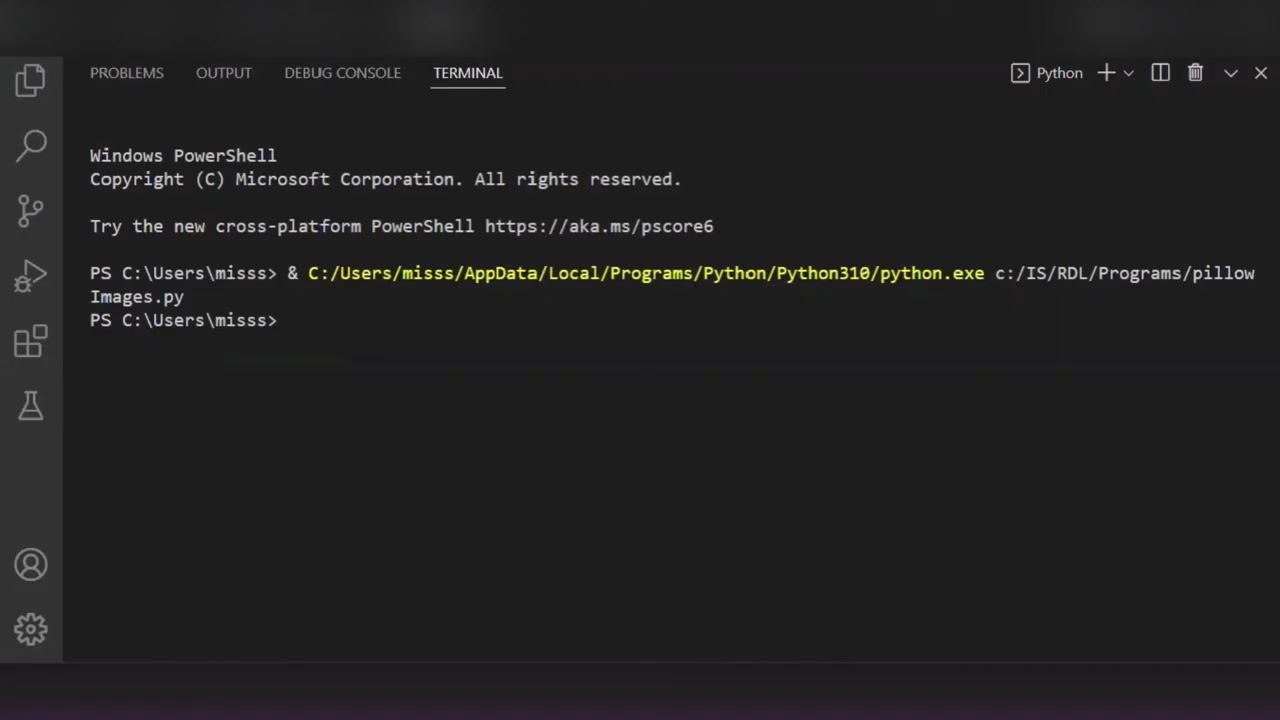 PROBLEMS OUTPUT DEBUG CONSOLE TERMINAL Python
Windows PowerShell
Copyright (C) Microsoft Corporation. All rights reserved.
Try the new cross-platform PowerShell https://aka.ms/pscore6
PS C:\Users\misss> & C:/Users/misss/AppData/Local/Programs/Python/Python310/python.exe c:/IS/RDL/Programs/pillow
Images.py
PS C:\Users\misss>